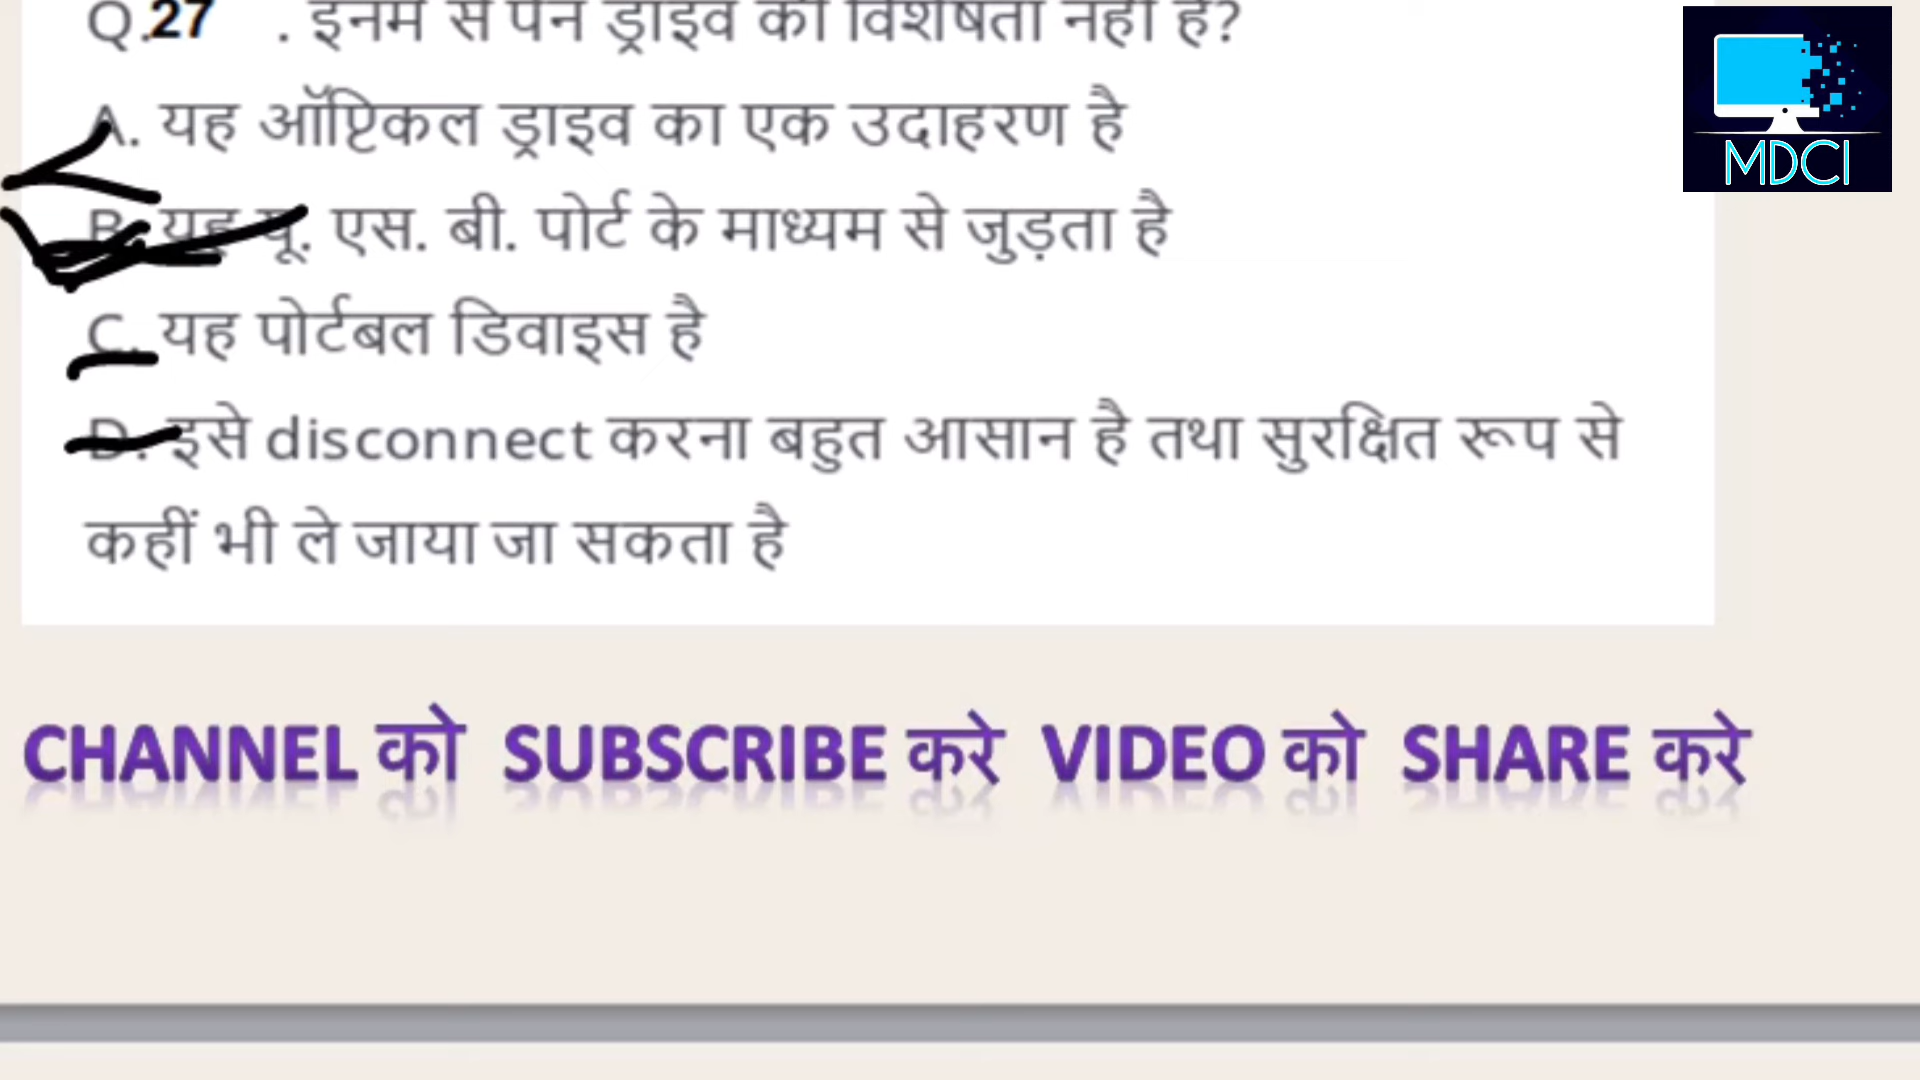 Q.27 . इनमें से पेन ड्राइव की विशेषता नहीं है?
A. यह ऑप्टिकल ड्राइव का एक उदाहरण है
B. यह यू. एस. बी. पोर्ट के माध्यम से जुड़ता है
C. यह पोर्टबल डिवाइस है
D. इसे disconnect करना बहुत आसान है तथा सुरक्षित रूप से
कहीं भी ले जाया जा सकता है
MDCI
CHANNEL को SUBSCRIBE करे VIDEO को SHARE करे